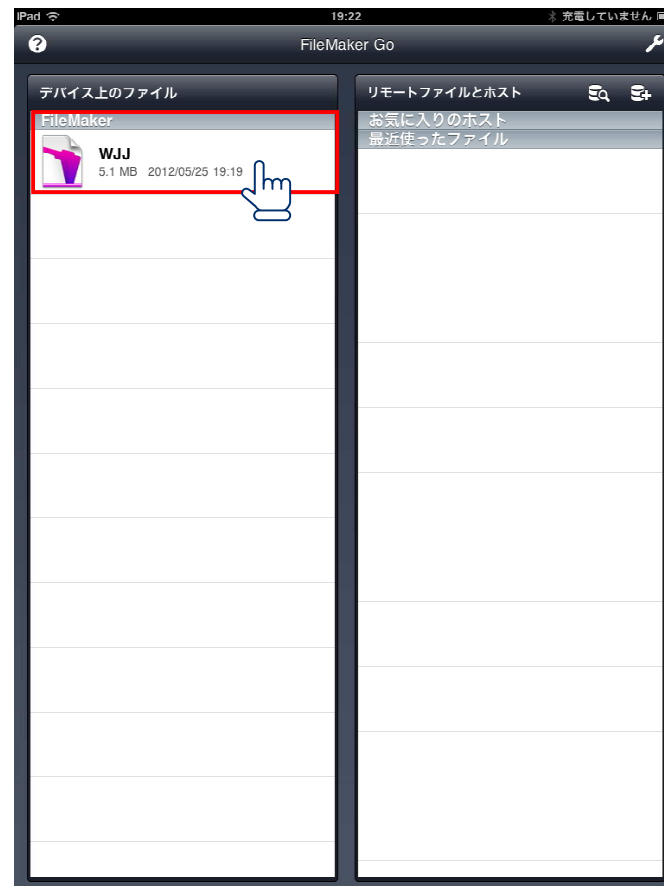 iPad 19:22 充電していません
FileMaker Go
デバイス上のファイル
FileMaker
WJJ
5.1 MB 2012/05/25 19:19
リモートファイルとホスト
お気に入りのホスト
最近使ったファイル